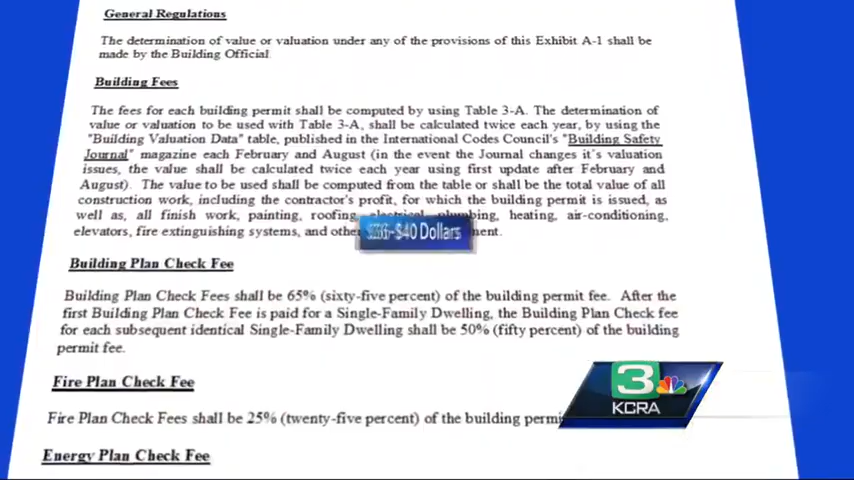 General Regulations
The determination of value or valuation under any of the provisions of this Exhibit A-1 shall be
made by the Building Official
Building Fees
The fees for each building permit shall be computed by using Table 3-A. The determination of
value or valuation to be used with Table 3-A, shall be calculated twice each year, by using the
"Building Valuation Data" table, published in the International Codes Council's "Building Safety
Journal" magazine each February and August (in the event the Journal changes it's valuation
issues, the value shall be calculated twice each year using first update after February and
August). The value to be used shall be computed from the table or shall be the total value of all
construction work, including the contractor's profit, for which the building permit is issued, as
well as, all finish work, painting, roofing, electrical, plumbing, heating, air-conditioning,
elevators, fire extinguishing systems, and
-$40 Dollars
Building Plan Check Fee
Building Plan Check Fees shall be 65% (sixty-five percent) of the building permit fee. After the
first Building Plan Check Fee is paid for a Single-Family Dwelling, the Building Plan Check fee
for each subsequent identical Single-Family Dwelling shall be 50% (fifty percent) of the building
permit fee.
Fire Plan Check Fee
Fire Plan Check Fees shall be 25% (twenty-five percent) of the building
3
KCRA
Energy Plan Check Fee